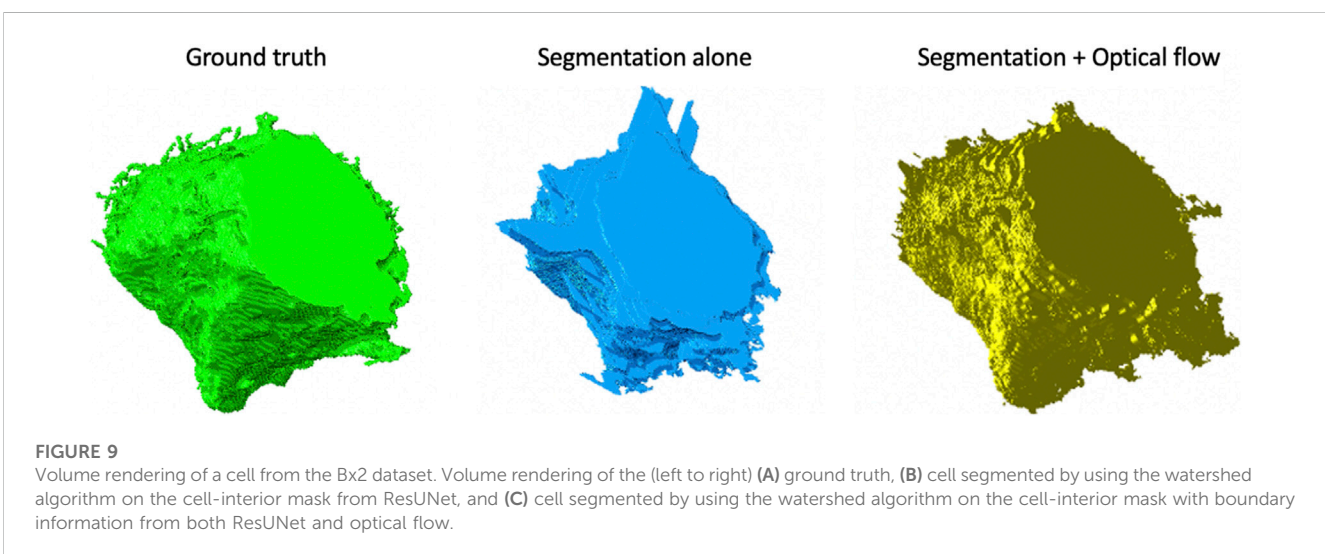 Ground truth
Segmentation alone
Segmentation + Optical flow
FIGURE 9
Volume rendering of a cell from the Bx2 dataset. Volume rendering of the (left to right) (A) ground truth, (B) cell segmented by using the watershed
algorithm on the cell-interior mask from ResUNet, and (C) cell segmented by using the watershed algorithm on the cell-interior mask with boundary
information from both ResUNet and optical flow.